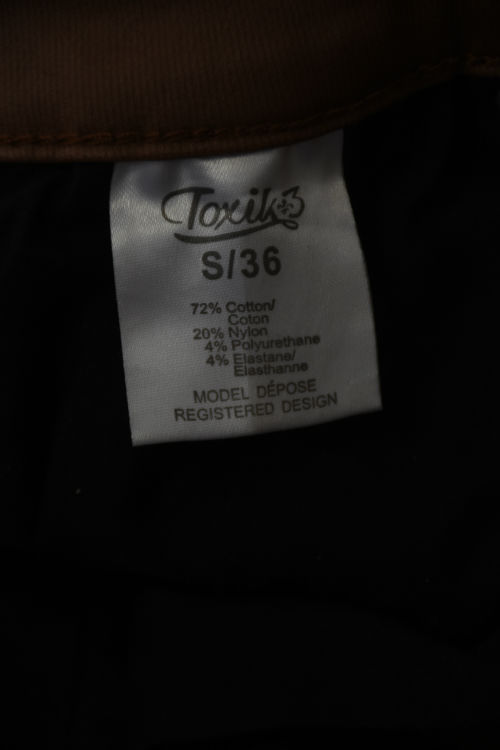 Toxik3
S/36
72% Cotton/
Coton
20% Nylon
4% Polyurethane
4% Elastane/
Elasthanne
MODEL DÉPOSE
REGISTERED DESIGN